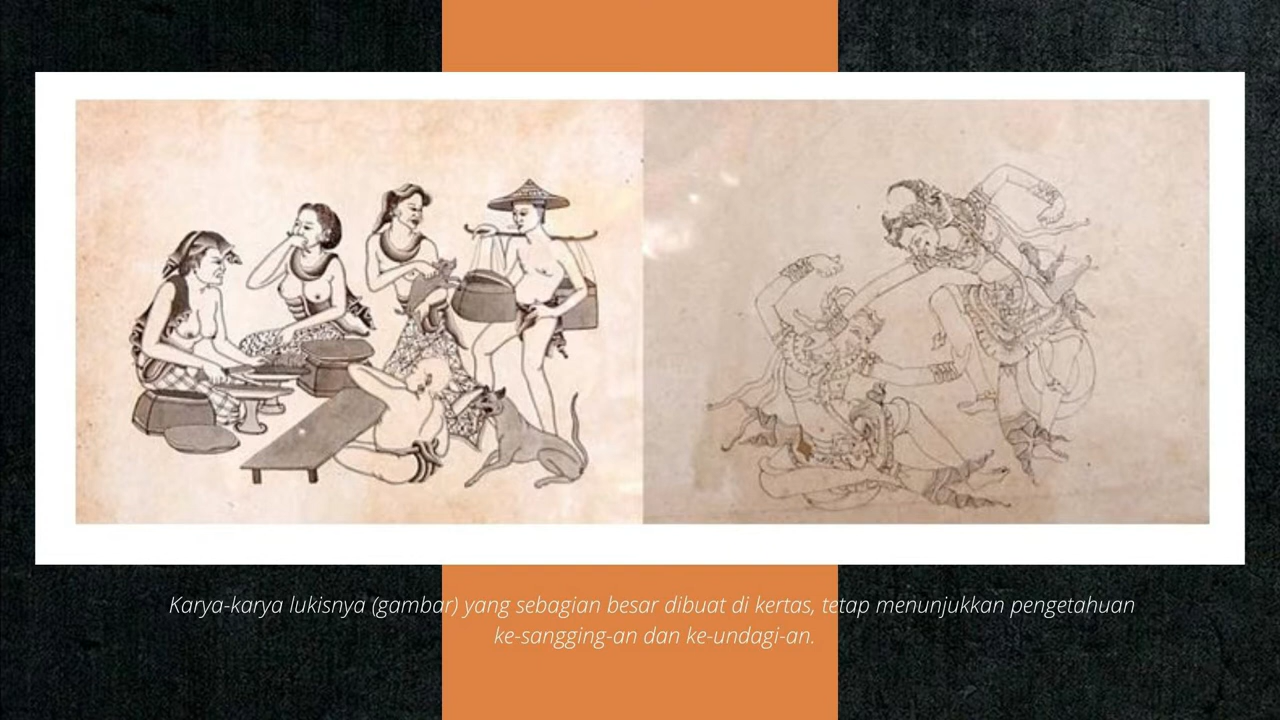 Karya-karya lukisnya (gambar) yang sebagian besar dibuat di kertas, tetap menunjukkan pengetahuan
ke-sangging-an dan ke-undagi-an.